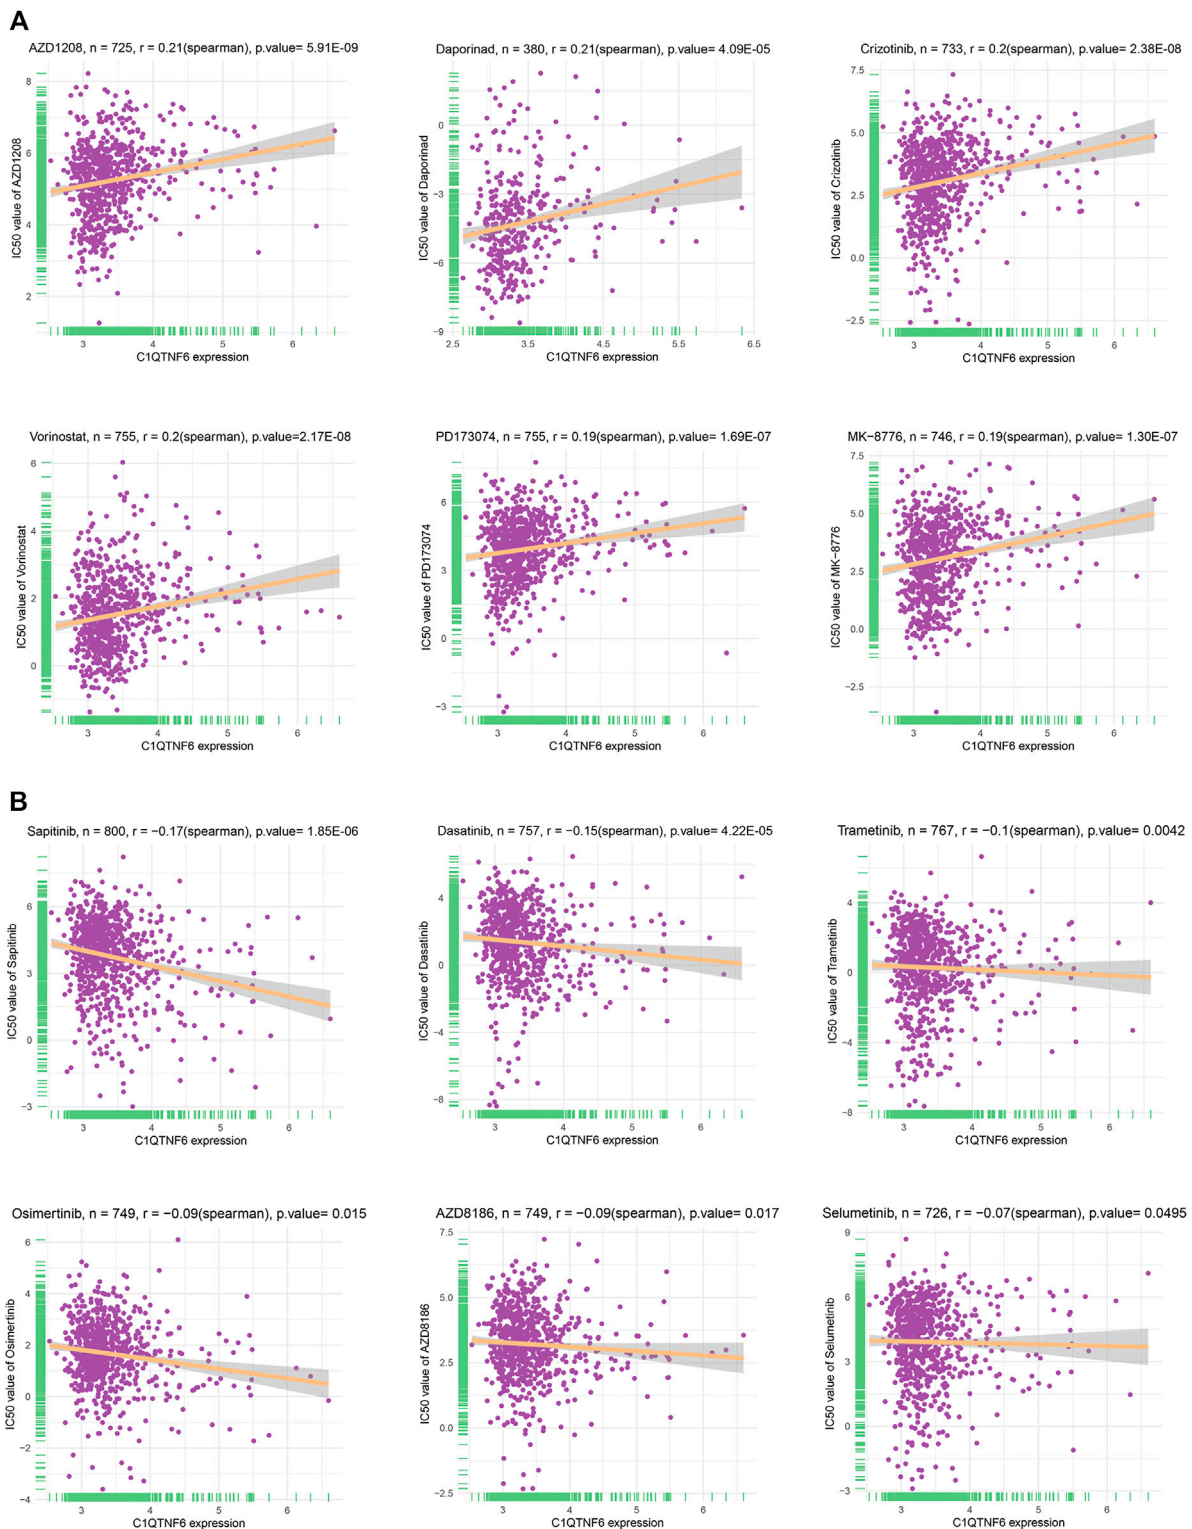 A
AZD1208, n = 725, r = 0.21(spearman), p.value= 5.91E-09
IC50 value of AZD1208
8
6
4
2
3
4
5
6
C1QTNF6 expression
Daporinad, n = 380, r = 0.21(spearman), p.value= 4.09E-05
IC50 value of Daporinad
0
−3
−6
−9
2.5
3.5
4.5
5.5
6.5
C1QTNF6 expression
Crizotinib, n = 733, r = 0.2(spearman), p.value= 2.38E-08
IC50 value of Crizotinib
7.5
5.0
2.5
0.0
−2.5
3
4
5
6
C1QTNF6 expression
Vorinostat, n = 755, r = 0.2(spearman), p.value=2.17E-08
IC50 value of Vorinostat
6
4
2
0
3
4
5
6
C1QTNF6 expression
PD173074, n = 755, r = 0.19(spearman), p.value= 1.69E-07
IC50 value of PD173074
6
3
0
−3
3
4
5
6
C1QTNF6 expression
MK−8776, n = 746, r = 0.19(spearman), p.value= 1.30E-07
IC50 value of MK−8776
7.5
5.0
2.5
0.0
−2.5
3
4
5
6
C1QTNF6 expression
B
Sapitinib, n = 800, r = −0.17(spearman), p.value= 1.85E-06
IC50 value of Sapitinib
6
3
0
−3
3
4
5
6
C1QTNF6 expression
Dasatinib, n = 757, r = −0.15(spearman), p.value= 4.22E-05
IC50 value of Dasatinib
4
0
−4
−8
3
4
5
6
C1QTNF6 expression
Trametinib, n = 767, r = −0.1(spearman), p.value= 0.0042
IC50 value of Trametinib
4
0
−4
−8
3
4
5
6
C1QTNF6 expression
Osimertinib, n = 749, r = −0.09(spearman), p.value= 0.015
IC50 value of Osimertinib
6
4
2
0
−2
−4
3
4
5
6
C1QTNF6 expression
AZD8186, n = 749, r = −0.09(spearman), p.value= 0.017
IC50 value of AZD8186
7.5
5.0
2.5
0.0
−2.5
3
4
5
6
C1QTNF6 expression
Selumetinib, n = 726, r = −0.07(spearman), p.value= 0.0495
IC50 value of Selumetinib
9
6
3
0
−3
3
4
5
6
C1QTNF6 expression